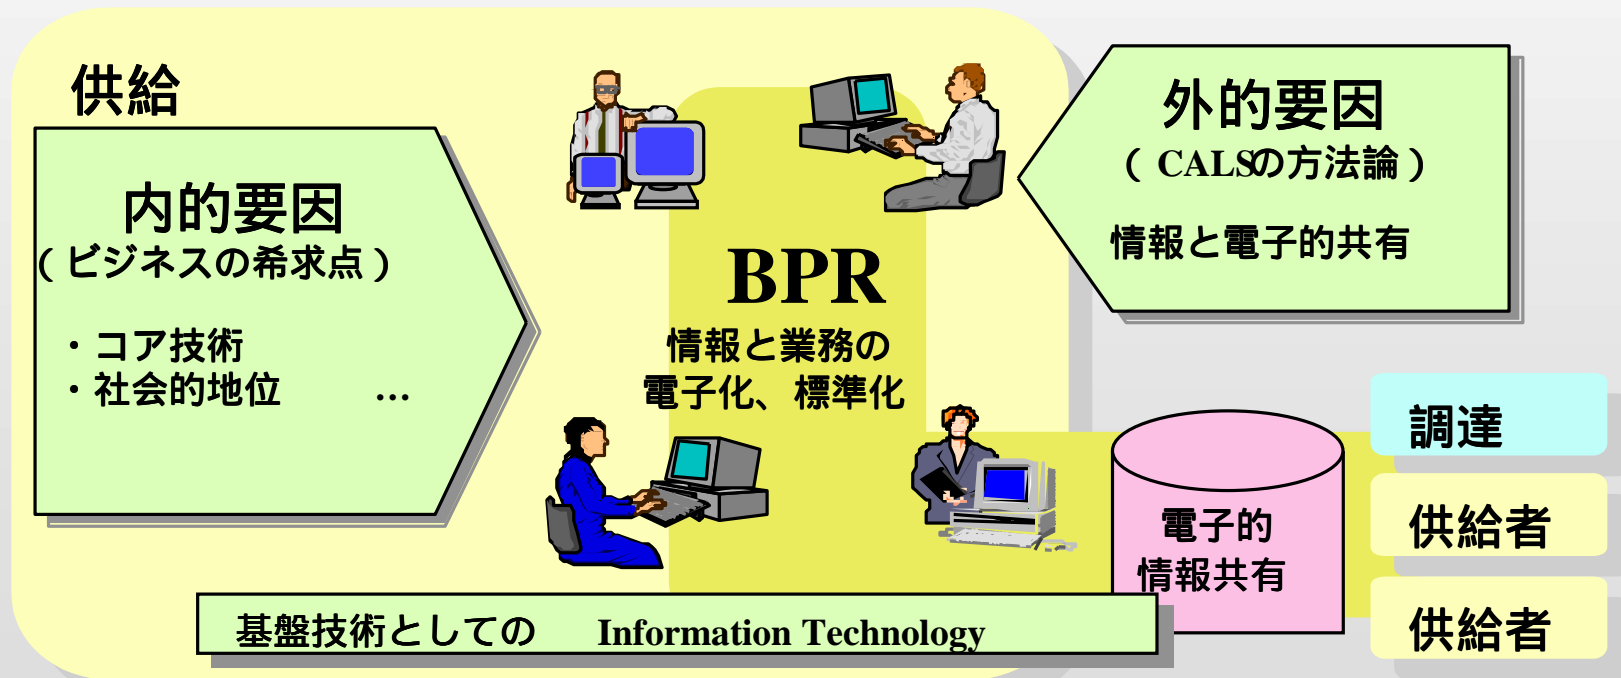 供給
内的要因
（ビジネスの希求点）
・コア技術
・社会的地位　　…
BPR
情報と業務の
電子化、標準化
外的要因
（CALSの方法論）
情報と電子的共有
調達
供給者
供給者
電子的
情報共有
基盤技術としての　Information Technology